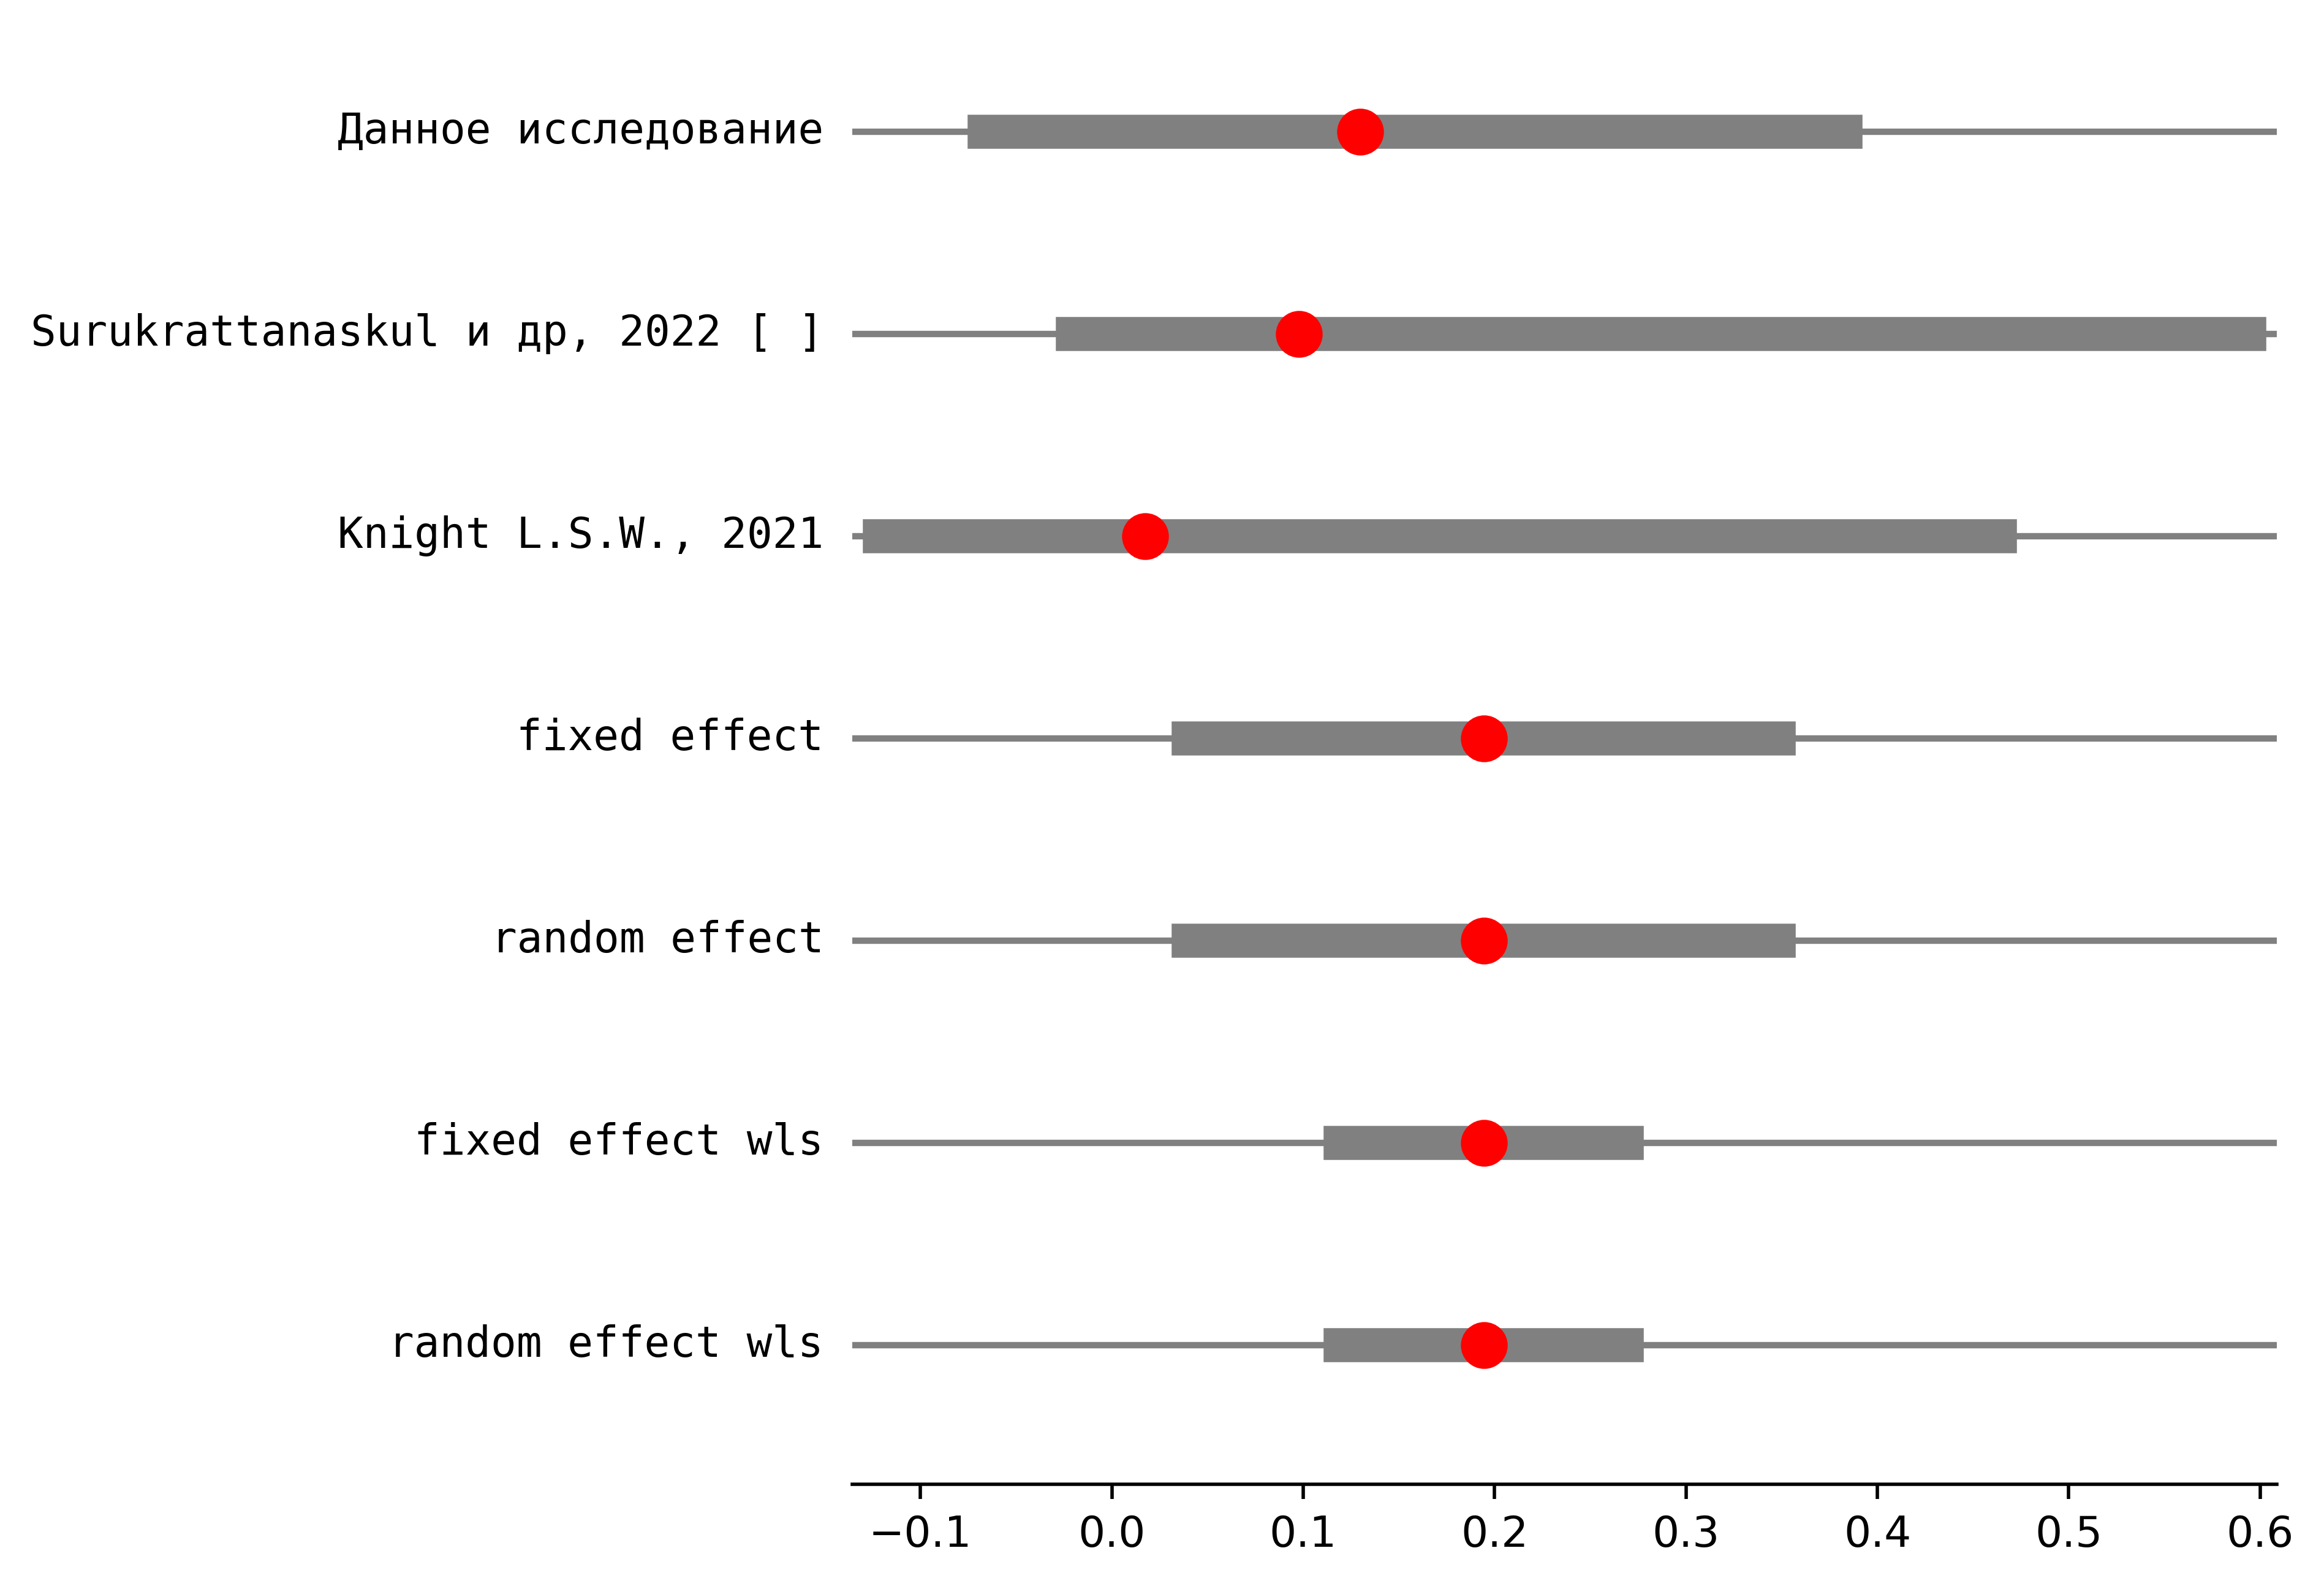 Данное исследование
Surukrattanaskul и др, 2022 [ ]
Knight L.S.W., 2021
fixed effect
random effect
fixed effect wls
random effect wls
−0.1 0.0 0.1 0.2 0.3 0.4 0.5 0.6